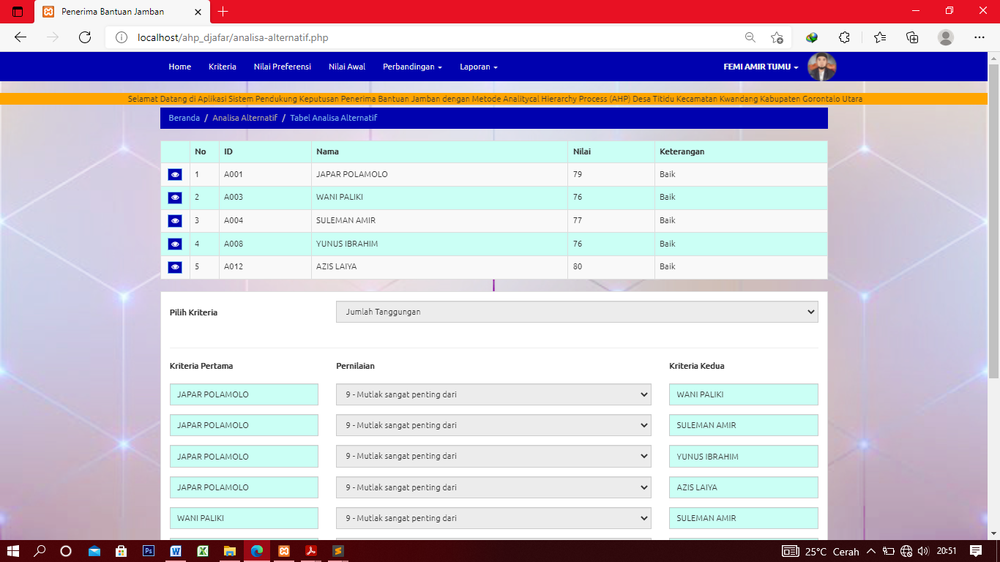 Penerima Bantuan Jamban
localhost/ahp_djafar/analisa-alternatif.php
Home Kriteria Nilai Preferensi Nilai Awal Perbandingan Laporan FEMI AMIR TUMU
Selamat Datang di Aplikasi Sistem Pendukung Keputusan Penerima Bantuan Jamban dengan Metode Analitycal Hierarchy Process (AHP) Desa Titidu Kecamatan Kwandang Kabupaten Gorontalo Utara
Beranda / Analisa Alternatif / Tabel Analisa Alternatif
No ID Nama Nilai Keterangan
1 A001 JAPAR POLAMOLO 79 Baik
2 A003 WANI PALIKI 76 Baik
3 A004 SULEMAN AMIR 77 Baik
4 A008 YUNUS IBRAHIM 76 Baik
5 A012 AZIS LAIYA 80 Baik
Pilih Kriteria Jumlah Tanggungan
Kriteria Pertama Pernilaian Kriteria Kedua
JAPAR POLAMOLO 9 - Mutlak sangat penting dari WANI PALIKI
JAPAR POLAMOLO 9 - Mutlak sangat penting dari SULEMAN AMIR
JAPAR POLAMOLO 9 - Mutlak sangat penting dari YUNUS IBRAHIM
JAPAR POLAMOLO 9 - Mutlak sangat penting dari AZIS LAIYA
WANI PALIKI 9 - Mutlak sangat penting dari SULEMAN AMIR
Ps 25°C Cerah 20:51